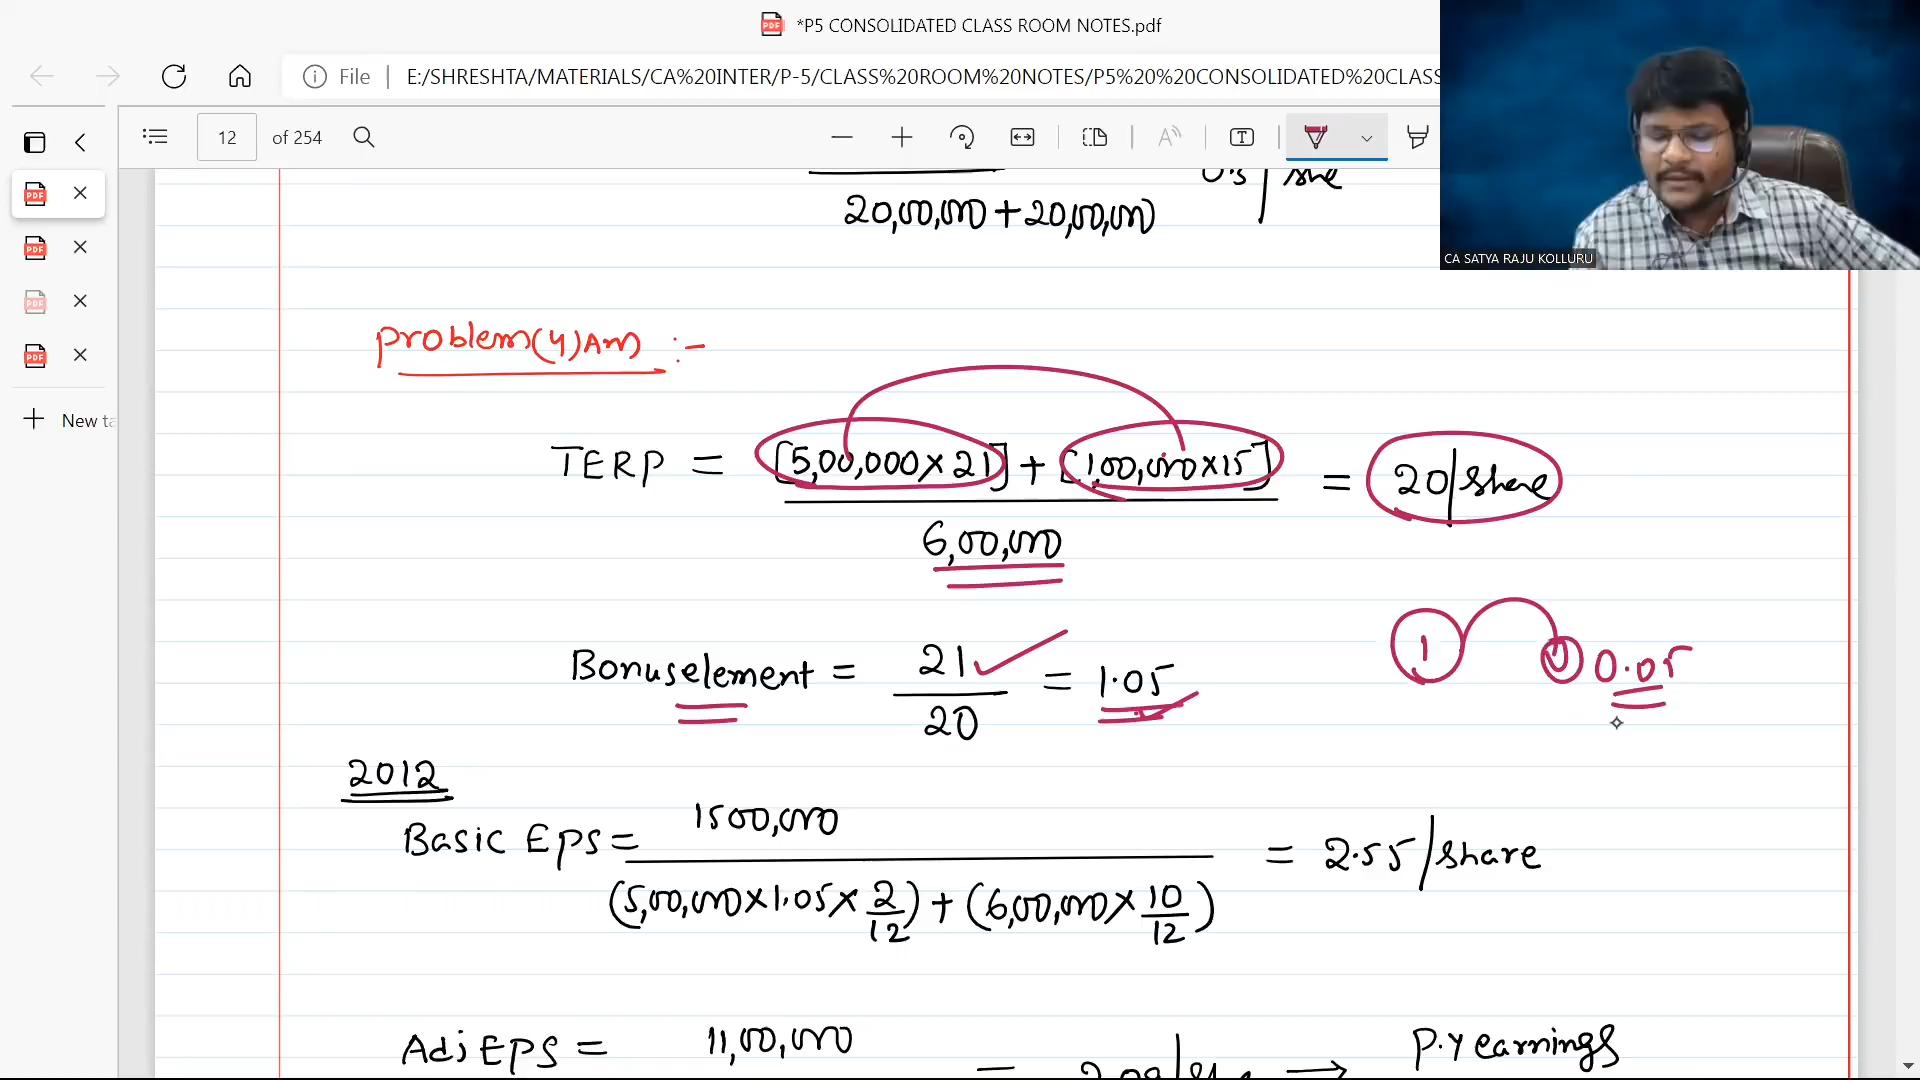 *P5 CONSOLIDATED CLASS ROOM NOTES.pdf
File | E:/SHRESHTA/MATERIALS/CA%20INTER/P-5/CLASS%20ROOM%20NOTES/P5%20%20CONSOLIDATED%20CLASS
12 of 254
CA SATYA RAJU KOLLURU
New ta
20,00,000 + 20,00,000
Problem(4)Am :-
TERP = [5,00,000×21] + [1,00,000×15] = 20/share
6,00,000
1 0.05
Bonuselement = 21 = 1.05
20
2012
1500,000
Basic Eps = = 2.55/share
(5,00,000×1.05×2/12) + (6,00,000×10/12)
11,00,000
Adj EPS = = → P.Y earnings